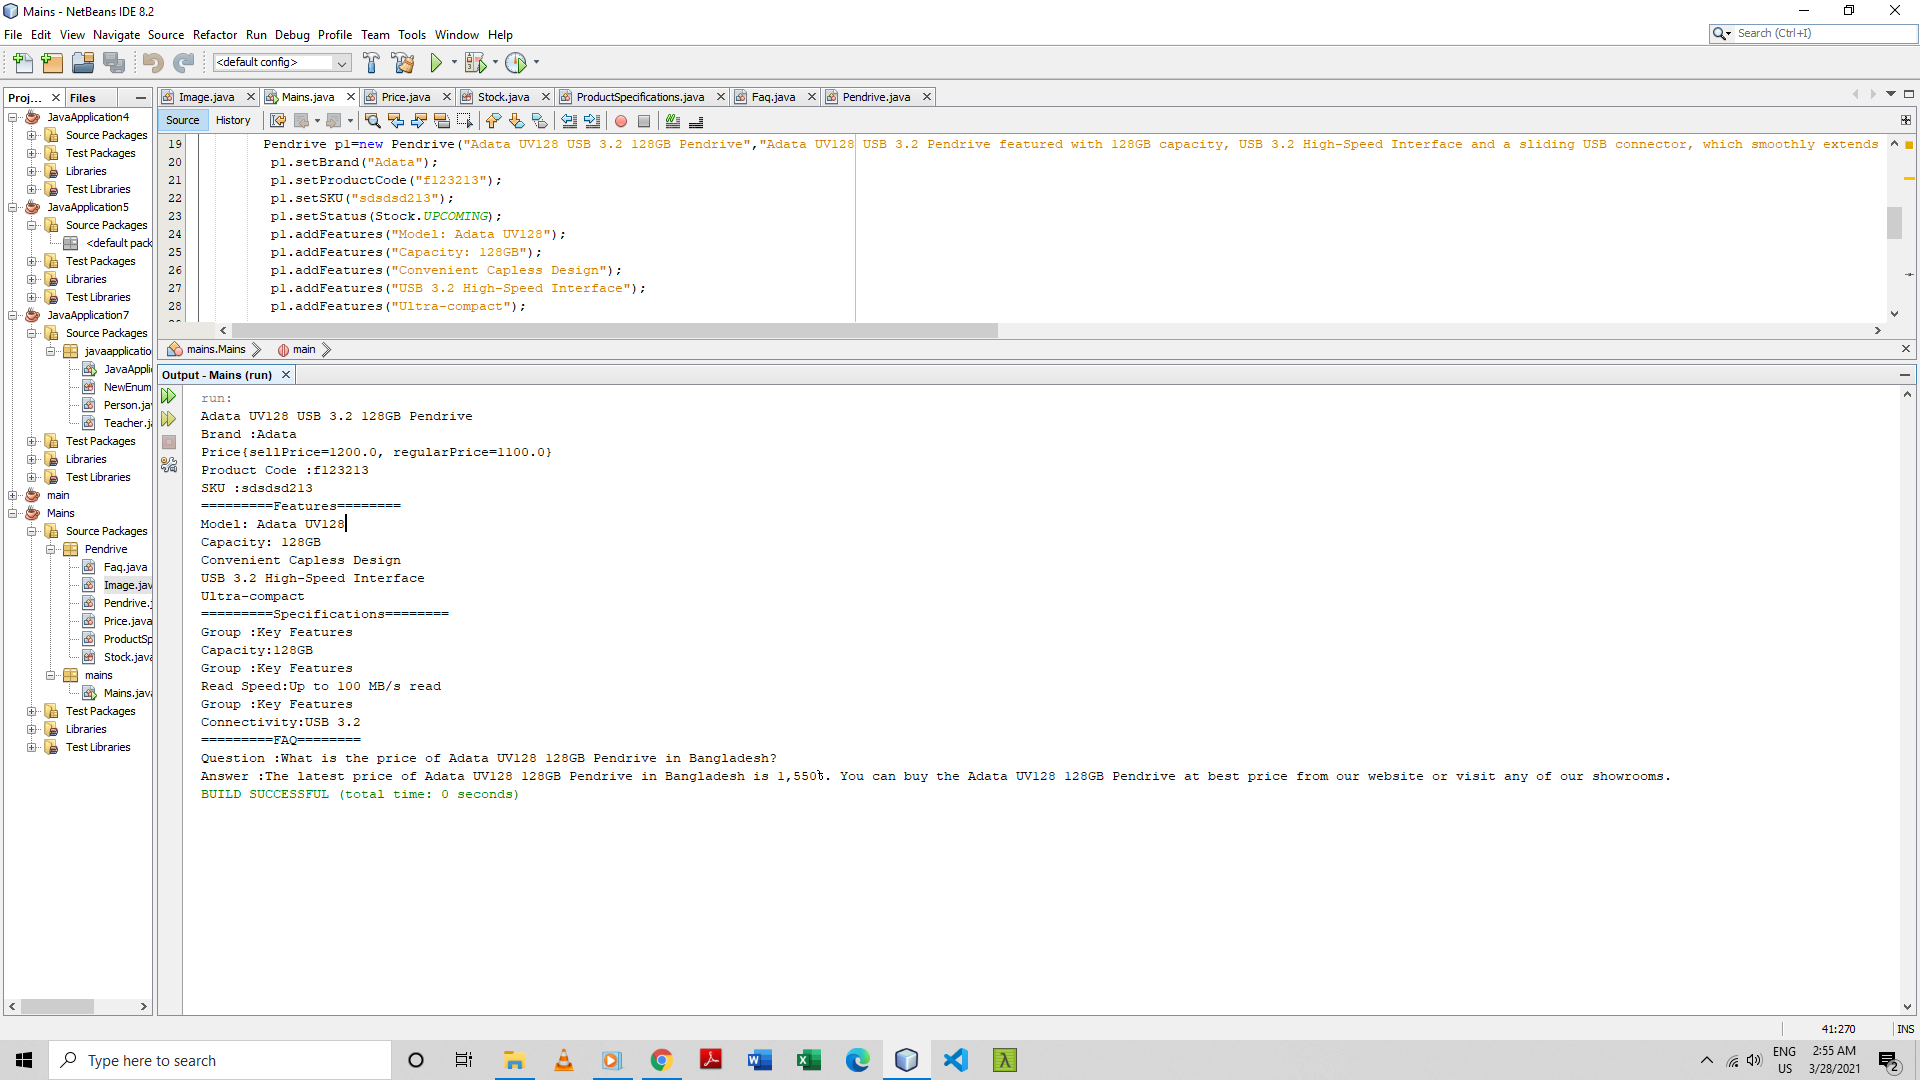 Mains - NetBeans IDE 8.2
File Edit View Navigate Source Refactor Run Debug Profile Team Tools Window Help
Search (Ctrl+I)
<default config>
Proj... Files
JavaApplication4
Source Packages
Test Packages
Libraries
Test Libraries
JavaApplication5
Source Packages
<default pack
Test Packages
Libraries
Test Libraries
JavaApplication7
Source Packages
javaapplicatio
JavaAppli
NewEnum
Person.jav
Teacher.ja
Test Packages
Libraries
Test Libraries
main
Mains
Source Packages
Pendrive
Faq.java
Image.jav
Pendrive.j
Price.java
ProductSp
Stock.java
mains
Mains.java
Test Packages
Libraries
Test Libraries
Image.java Mains.java Price.java Stock.java ProductSpecifications.java Faq.java Pendrive.java
Source History
19 Pendrive p1=new Pendrive("Adata UV128 USB 3.2 128GB Pendrive","Adata UV128 USB 3.2 Pendrive featured with 128GB capacity, USB 3.2 High-Speed Interface and a sliding USB connector, which smoothly extends
20 p1.setBrand("Adata");
21 p1.setProductCode("f123213");
22 p1.setSKU("sdsdsd213");
23 p1.setStatus(Stock.UPCOMING);
24 p1.addFeatures("Model: Adata UV128");
25 p1.addFeatures("Capacity: 128GB");
26 p1.addFeatures("Convenient Capless Design");
27 p1.addFeatures("USB 3.2 High-Speed Interface");
28 p1.addFeatures("Ultra-compact");
mains.Mains main
Output - Mains (run)
run:
Adata UV128 USB 3.2 128GB Pendrive
Brand :Adata
Price{sellPrice=1200.0, regularPrice=1100.0}
Product Code :f123213
SKU :sdsdsd213
=========Features========
Model: Adata UV128
Capacity: 128GB
Convenient Capless Design
USB 3.2 High-Speed Interface
Ultra-compact
=========Specifications========
Group :Key Features
Capacity:128GB
Group :Key Features
Read Speed:Up to 100 MB/s read
Group :Key Features
Connectivity:USB 3.2
=========FAQ========
Question :What is the price of Adata UV128 128GB Pendrive in Bangladesh?
Answer :The latest price of Adata UV128 128GB Pendrive in Bangladesh is 1,550৳. You can buy the Adata UV128 128GB Pendrive at best price from our website or visit any of our showrooms.
BUILD SUCCESSFUL (total time: 0 seconds)
41:270 INS
Type here to search
ENG
US
2:55 AM
3/28/2021
2